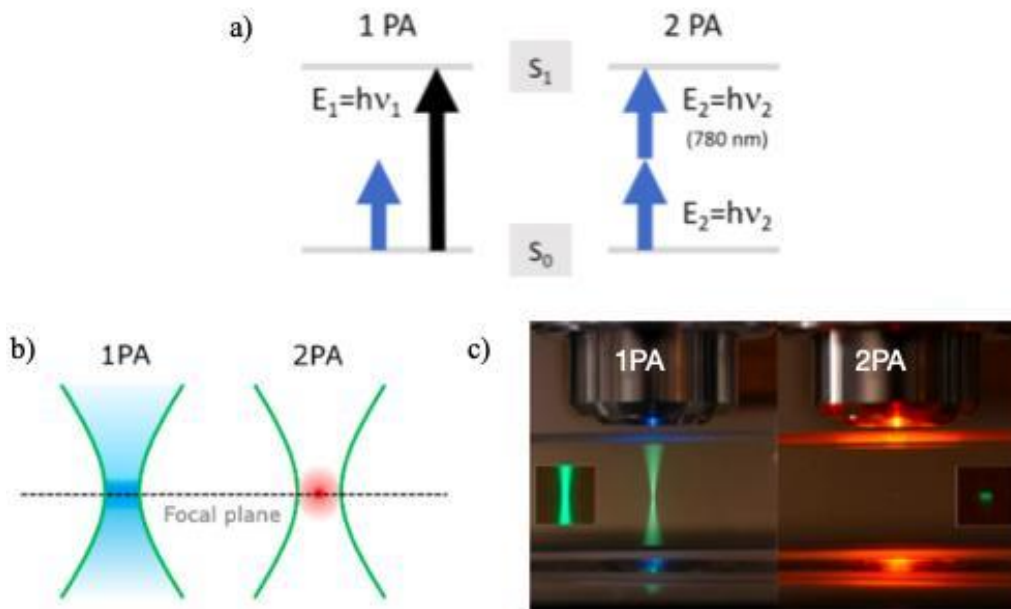 a)
1 PA
2 PA
S₁
E₁=hν₁
E₂=hν₂
(780 nm)
E₂=hν₂
S₀
b)
1PA
2PA
Focal plane
c)
1PA
2PA